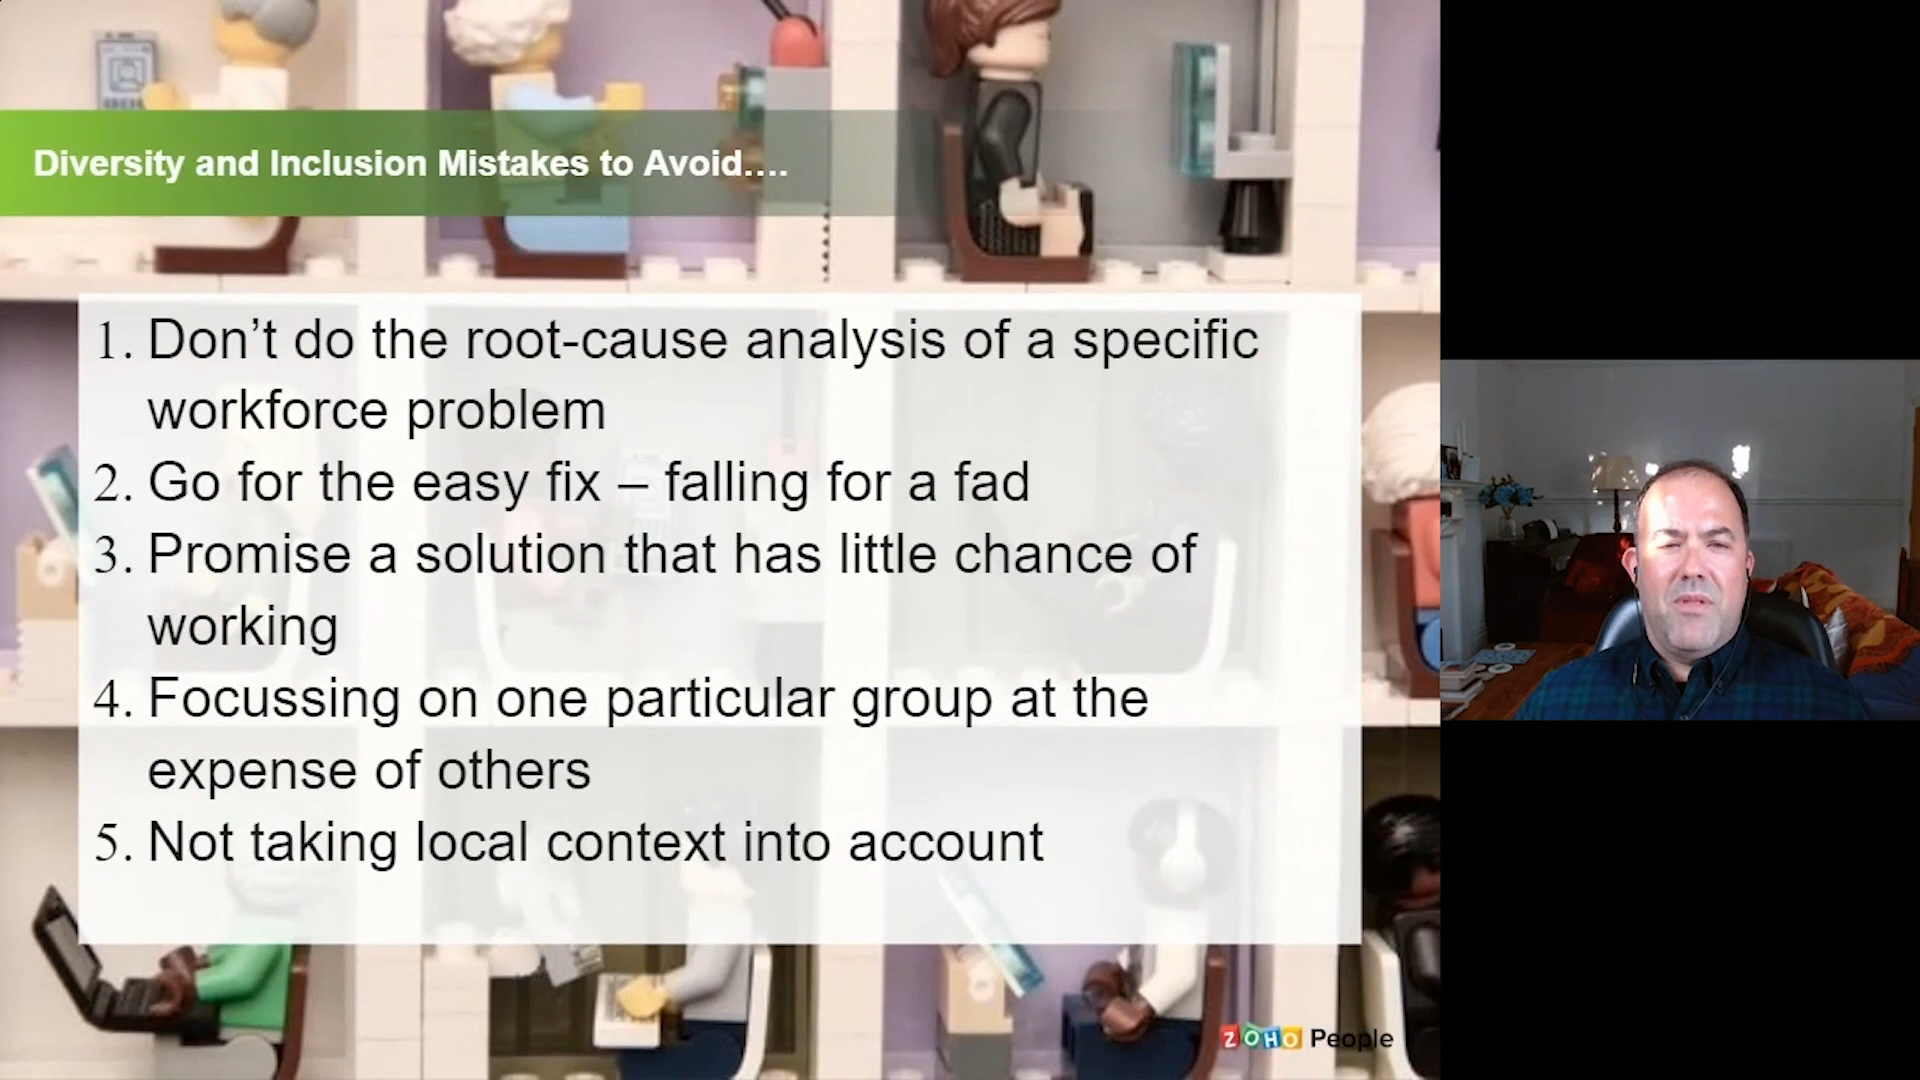 Diversity and Inclusion Mistakes to Avoid....
1. Don’t do the root-cause analysis of a specific
workforce problem
2. Go for the easy fix – falling for a fad
3. Promise a solution that has little chance of
working
4. Focussing on one particular group at the
expense of others
5. Not taking local context into account
ZOHO People